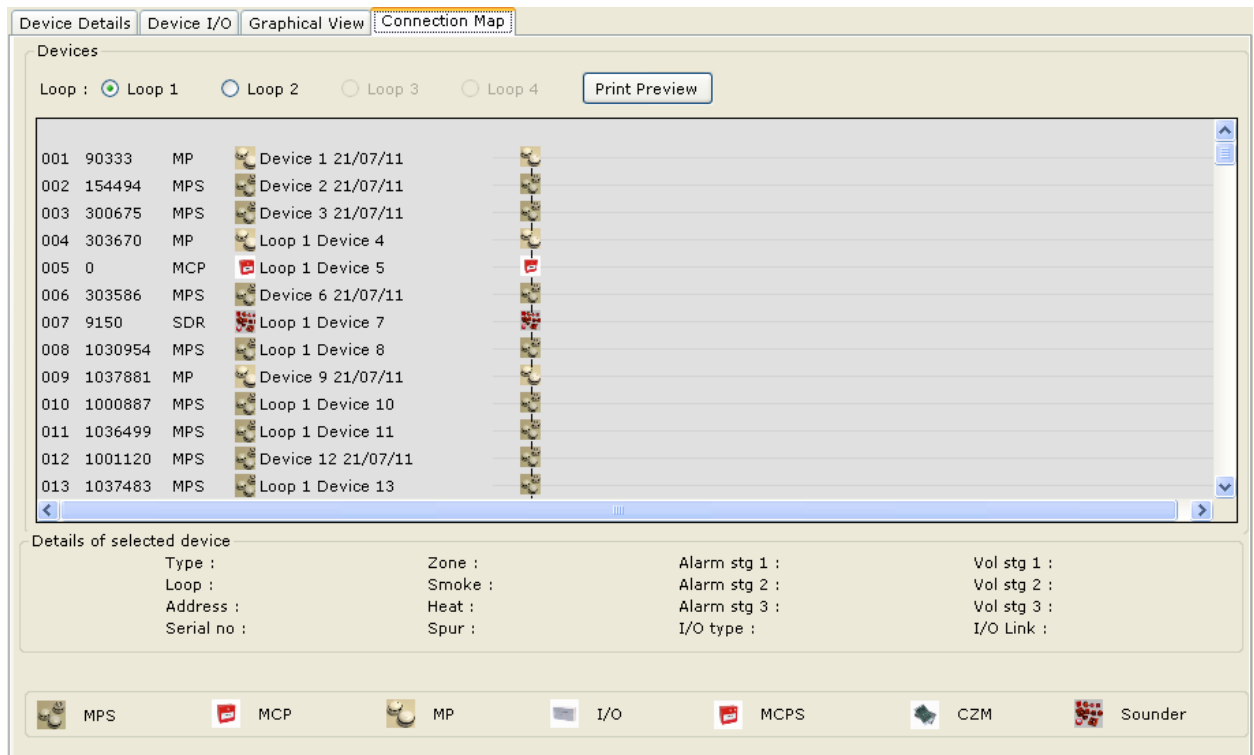 Device Details Device I/O Graphical View Connection Map
Devices
Loop : Loop 1 Loop 2 Loop 3 Loop 4 Print Preview
001 90333 MP Device 1 21/07/11
002 154494 MPS Device 2 21/07/11
003 300675 MPS Device 3 21/07/11
004 303670 MP Loop 1 Device 4
005 0 MCP Loop 1 Device 5
006 303586 MPS Device 6 21/07/11
007 9150 SDR Loop 1 Device 7
008 1030954 MPS Loop 1 Device 8
009 1037881 MP Device 9 21/07/11
010 1000887 MPS Loop 1 Device 10
011 1036499 MPS Loop 1 Device 11
012 1001120 MPS Device 12 21/07/11
013 1037483 MPS Loop 1 Device 13
Details of selected device
Type : Zone : Alarm stg 1 : Vol stg 1 :
Loop : Smoke : Alarm stg 2 : Vol stg 2 :
Address : Heat : Alarm stg 3 : Vol stg 3 :
Serial no : Spur : I/O type : I/O Link :
MPS MCP MP I/O MCPS CZM Sounder